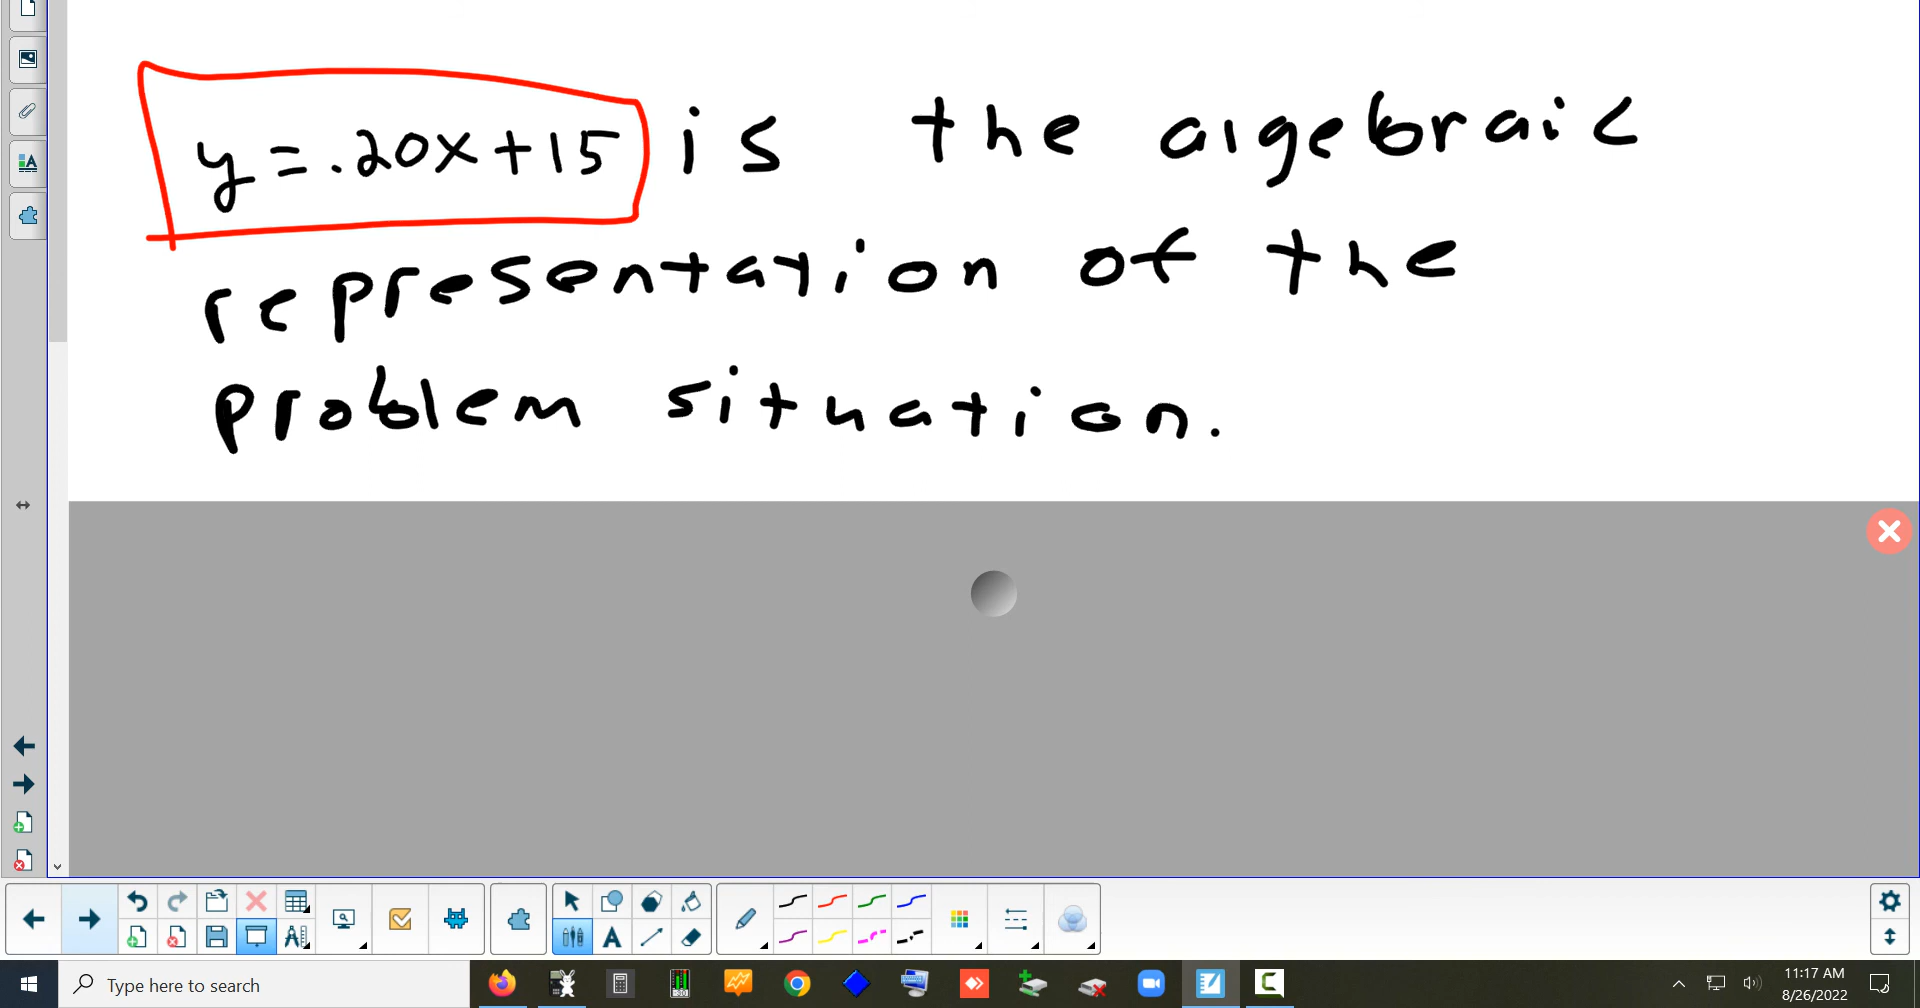 y = .20x + 15 is the algebraic
representation of the
problem situation.
Type here to search
11:17 AM
8/26/2022